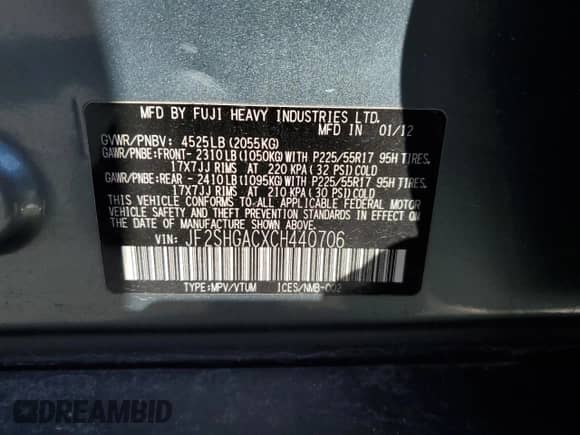 MFD BY FUJI HEAVY INDUSTRIES LTD.
MFD IN 01/12
GVWR/PNBV: 4525LB (2055KG)
GAWR/PNBE:FRONT- 2310LB(1050KG)WITH P225/55R17 95H TIRES.
17X7JJ RIMS AT 220 KPA (32 PSI)COLD
GAWR/PNBE:REAR - 2410LB(1095KG)WITH P225/55R17 95H TIRES.
17X7JJ RIMS AT 210 KPA (30 PSI)COLD
THIS VEHICLE CONFORMS TO ALL APPLICABLE FEDERAL MOTOR
VEHICLE SAFETY AND THEFT PREVENTION STANDARDS IN EFFECT ON
THE DATE OF MANUFACTURE SHOWN ABOVE.
VIN: JF2SHGACXCH440706
TYPE:MPV/VTUM ICES/NMB-002
DREAMBID